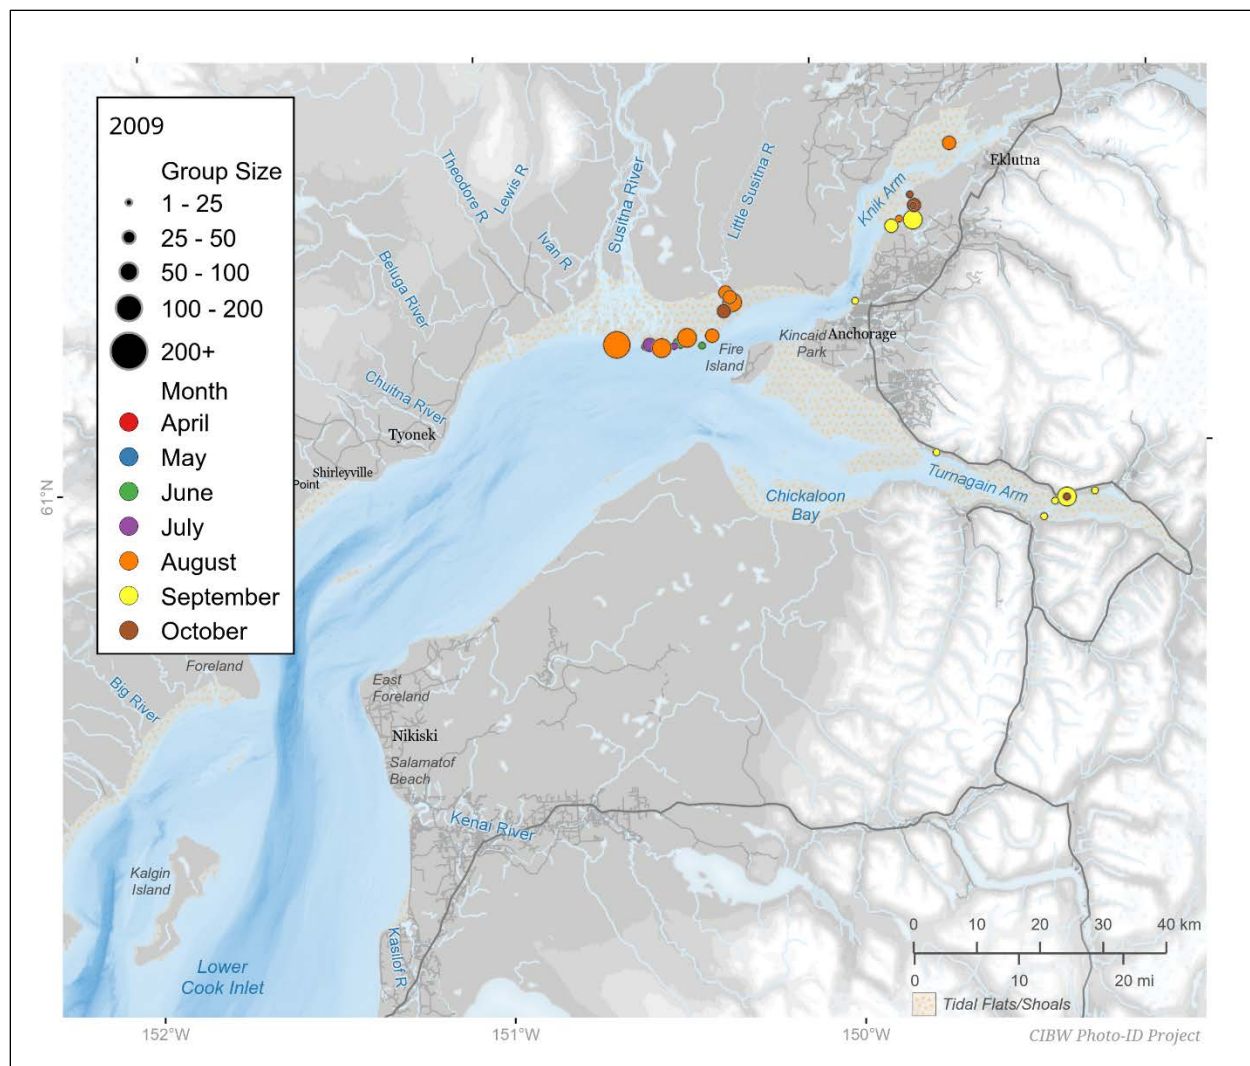 2009
Group Size
1 - 25
25 - 50
50 - 100
100 - 200
200+
Month
April
May
June
July
August
September
October
Theodore R
Lewis R
Ivan R
Susitna River
Little Susitna R
Beluga River
Chuitna River
Knik Arm
Eklutna
Kincaid
Park
Anchorage
Fire
Island
Tyonek
Shirleyville
Point
Turnagain Arm
Chickaloon
Bay
61°N
Foreland
Big River
East
Foreland
Nikiski
Salamatof
Beach
Kenai River
Kalgin
Island
Kasilof R
Lower
Cook Inlet
0 10 20 30 40 km
0 10 20 mi
Tidal Flats/Shoals
152°W
151°W
150°W
CIBW Photo-ID Project